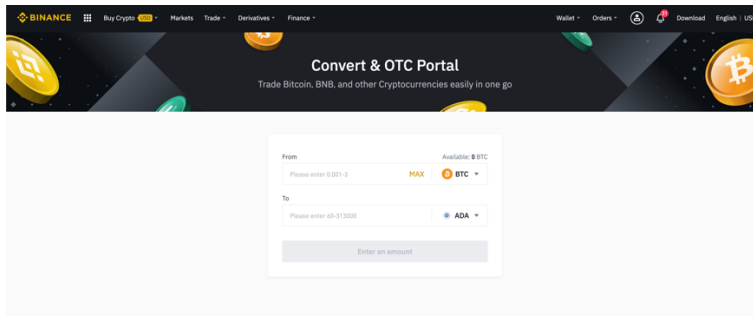 BINANCE Buy Crypto USD Markets Trade Derivatives Finance Wallet Orders 31 Download English | US
Convert & OTC Portal
Trade Bitcoin, BNB, and other Cryptocurrencies easily in one go
From Available: 0 BTC
Please enter 0.001-3 MAX BTC
To
Please enter 60-313000 ADA
Enter an amount